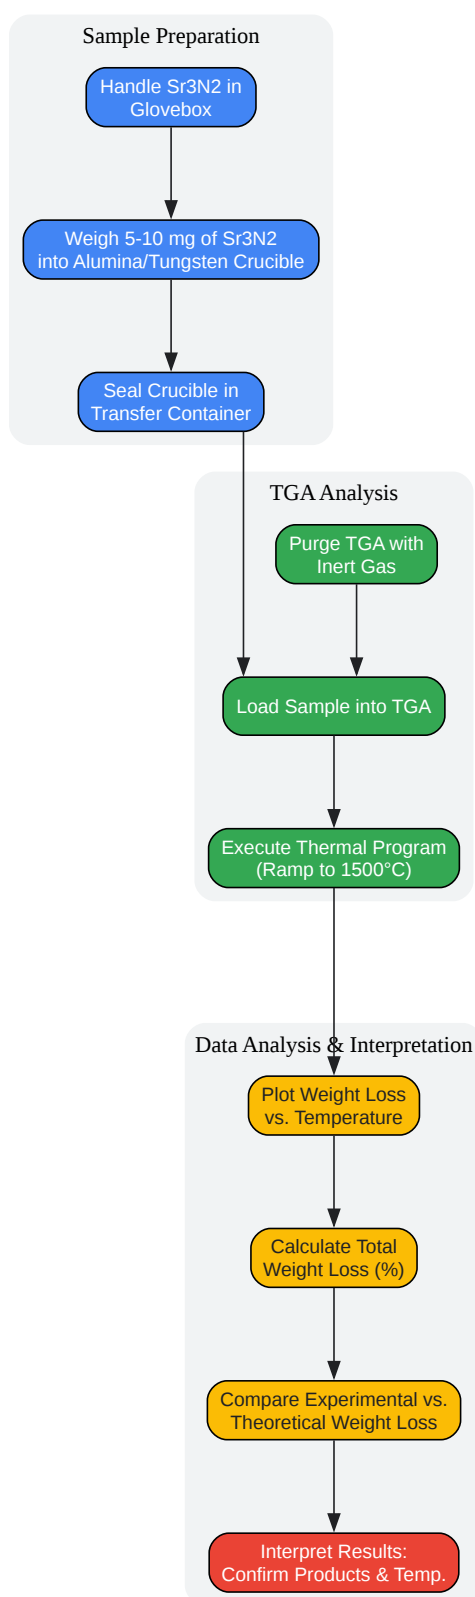 Sample Preparation
Handle Sr3N2 in
Glovebox
Weigh 5-10 mg of Sr3N2
into Alumina/Tungsten Crucible
Seal Crucible in
Transfer Container
TGA Analysis
Purge TGA with
Inert Gas
Load Sample into TGA
Execute Thermal Program
(Ramp to 1500°C)
Data Analysis & Interpretation
Plot Weight Loss
vs. Temperature
Calculate Total
Weight Loss (%)
Compare Experimental vs.
Theoretical Weight Loss
Interpret Results:
Confirm Products & Temp.